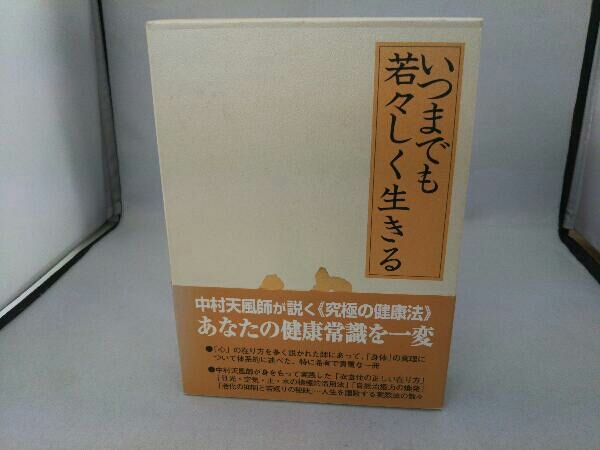 いつまでも
若々しく生きる
中村天風師が説く《究極の健康法》
あなたの健康常識を一変
●「心」の在り方を多く説かれた師にあって、「身体」の真理に
ついて体系的に述べた、特に希有で貴重な一冊
●中村天風師が身をもって実践した「衣食住の正しい在り方」
「日光・空気・土・水の積極的活用法」「自然治癒力の煥発」
「老化の抑制と若返りの秘訣」…人生を謳歌する実践法の数々